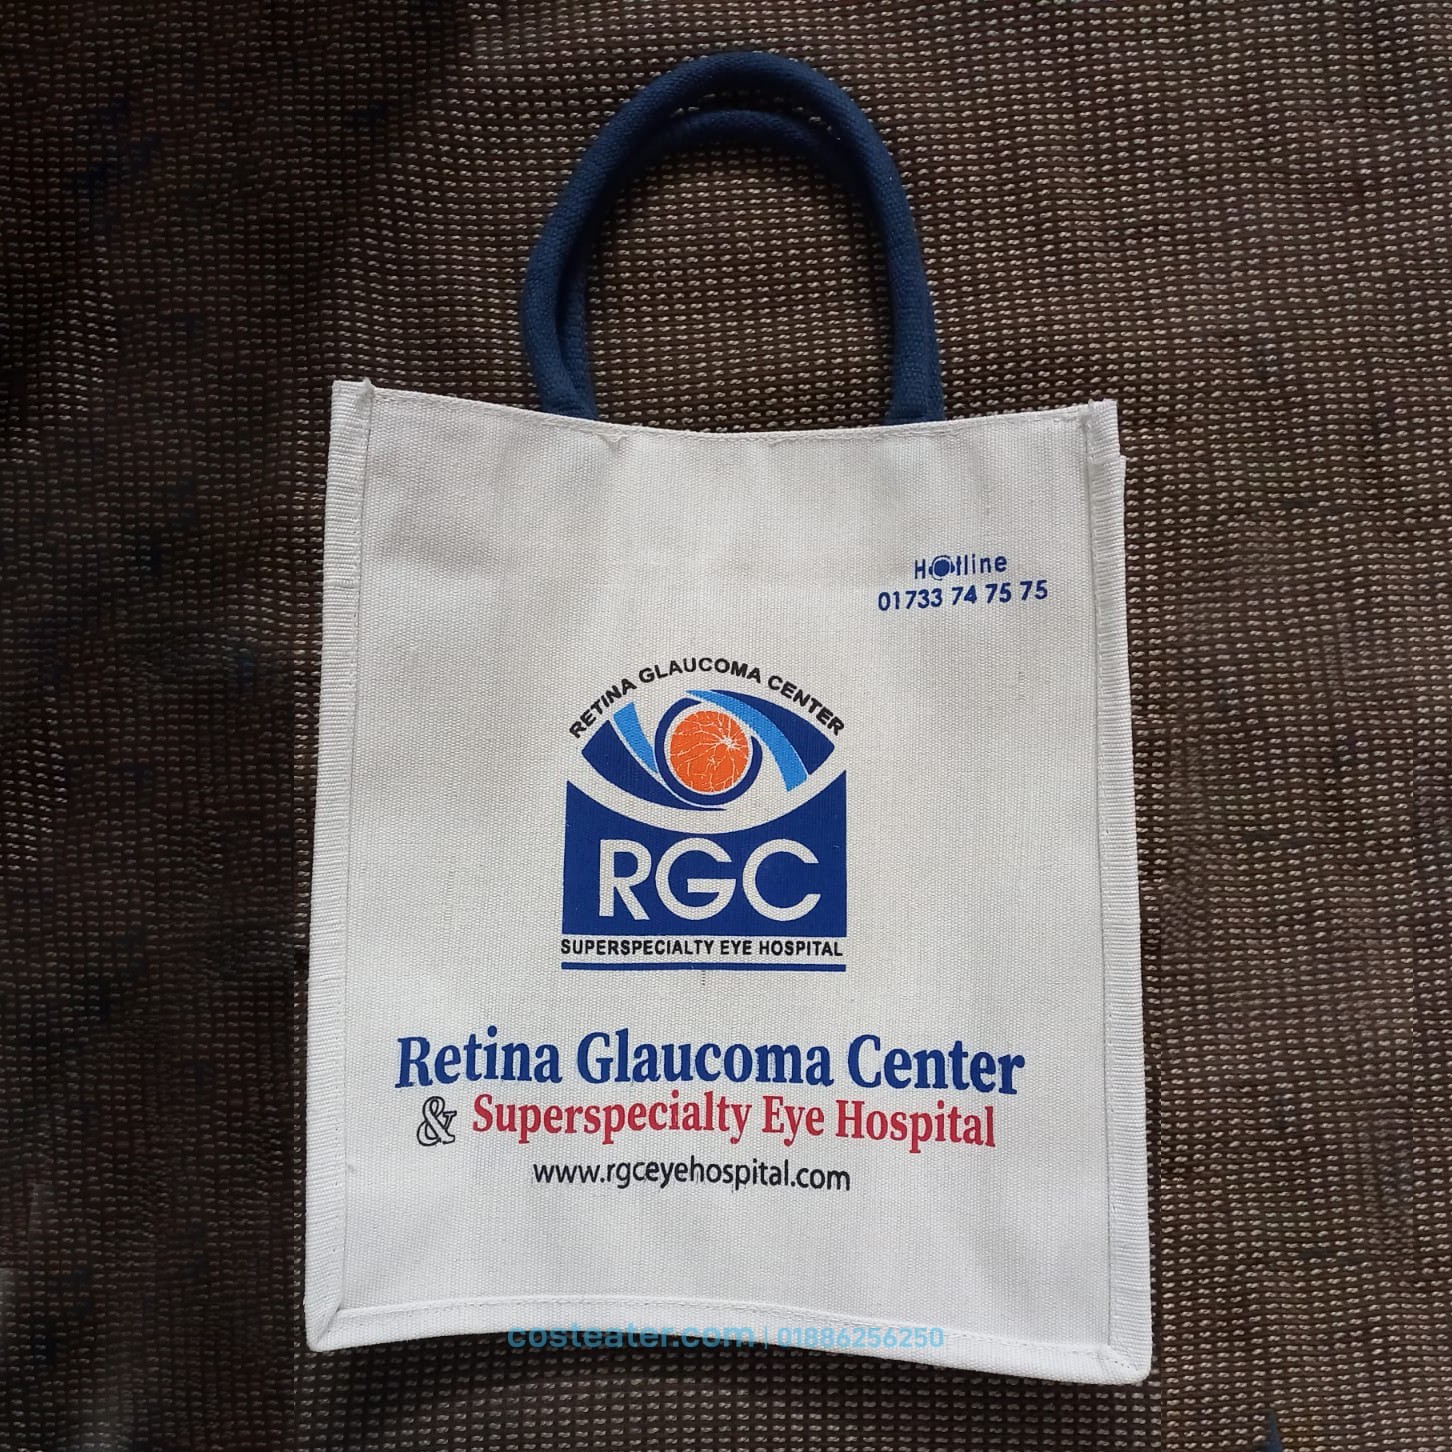 Hotline
01733 74 75 75
RETINA GLAUCOMA CENTER
RGC
SUPERSPECIALTY EYE HOSPITAL
Retina Glaucoma Center
& Superspecialty Eye Hospital
www.rgceyehospital.com
costeater.com | 01886256250